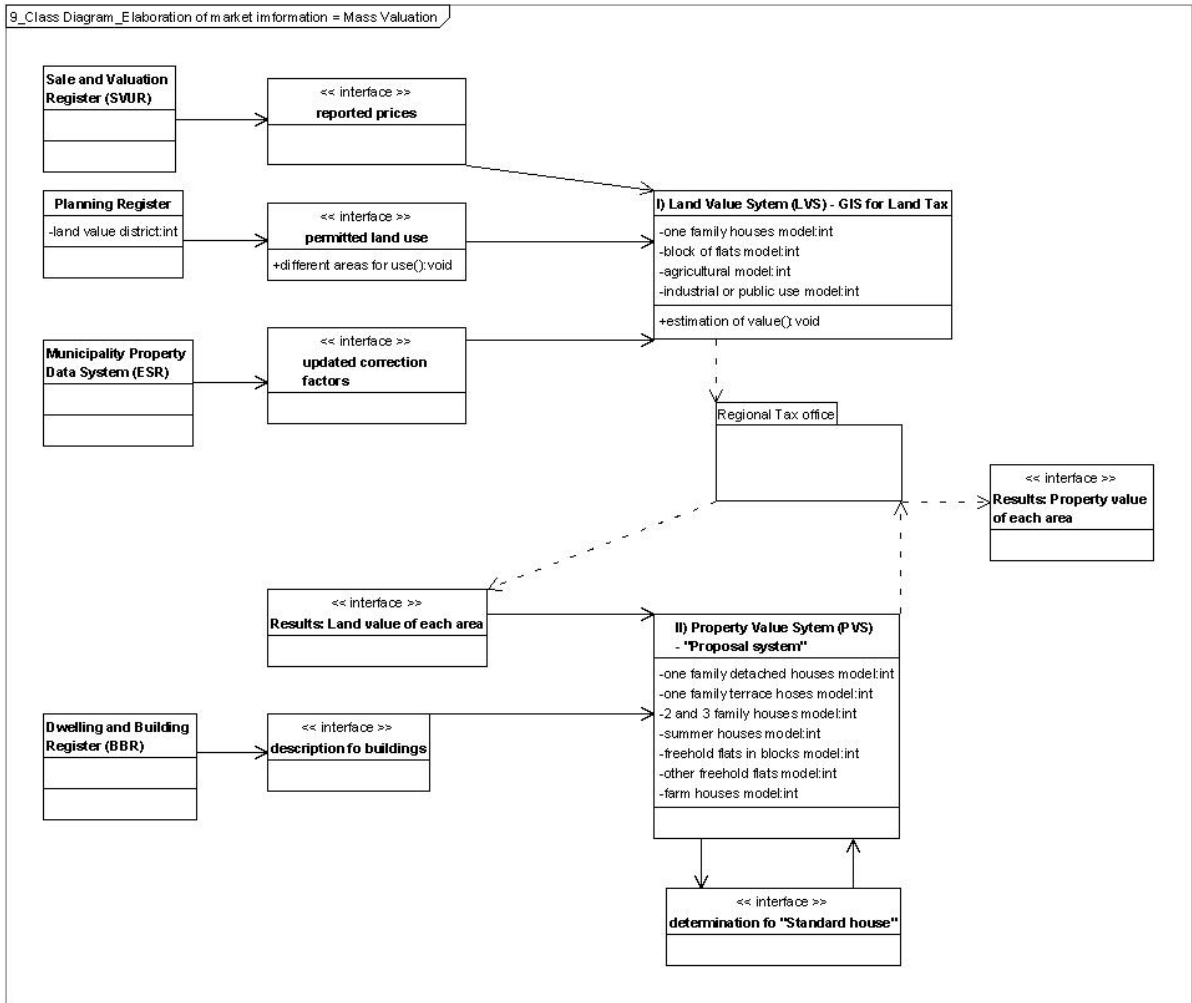 9_Class Diagram_Elaboration of market imformation = Mass Valuation
Sale and Valuation
Register (SVUR)
<< interface >>
reported prices
Planning Register
-land value district:int
<< interface >>
permitted land use
+different areas for use():void
I) Land Value Sytem (LVS) - GIS for Land Tax
-one family houses model:int
-block of flats model:int
-agricultural model:int
-industrial or public use model:int
+estimation of value():void
Municipality Property
Data System (ESR)
<< interface >>
updated correction
factors
Regional Tax office
<< interface >>
Results: Property value
of each area
<< interface >>
Results: Land value of each area
II) Property Value Sytem (PVS)
- "Proposal system"
-one family detached houses model:int
-one family terrace hoses model:int
-2 and 3 family houses model:int
-summer houses model:int
-freehold flats in blocks model:int
-other freehold flats model:int
-farm houses model:int
Dwelling and Building
Register (BBR)
<< interface >>
description fo buildings
<< interface >>
determination fo "Standard house"